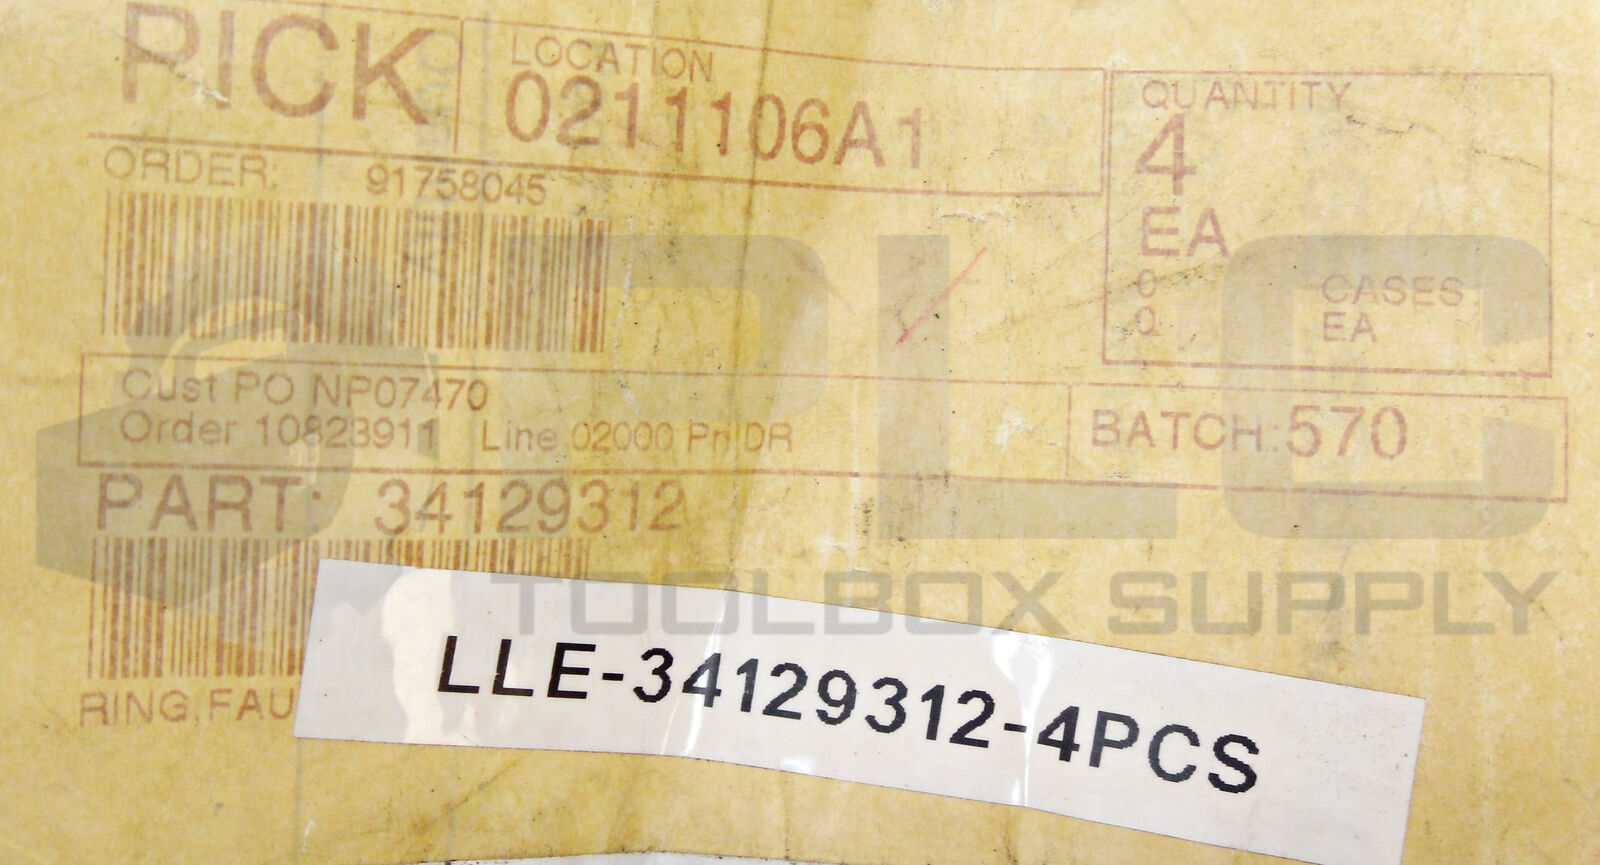 PICK
LOCATION
0211106A1
QUANTITY
4
EA
0 CASES
0 EA
ORDER: 91758045
Cust PO NP07470
Order 10823911 Line 02000 Pri DR
BATCH: 570
PART: 34129312
RING, FAU
LLE-34129312-4PCS
PLC
TOOLBOX SUPPLY